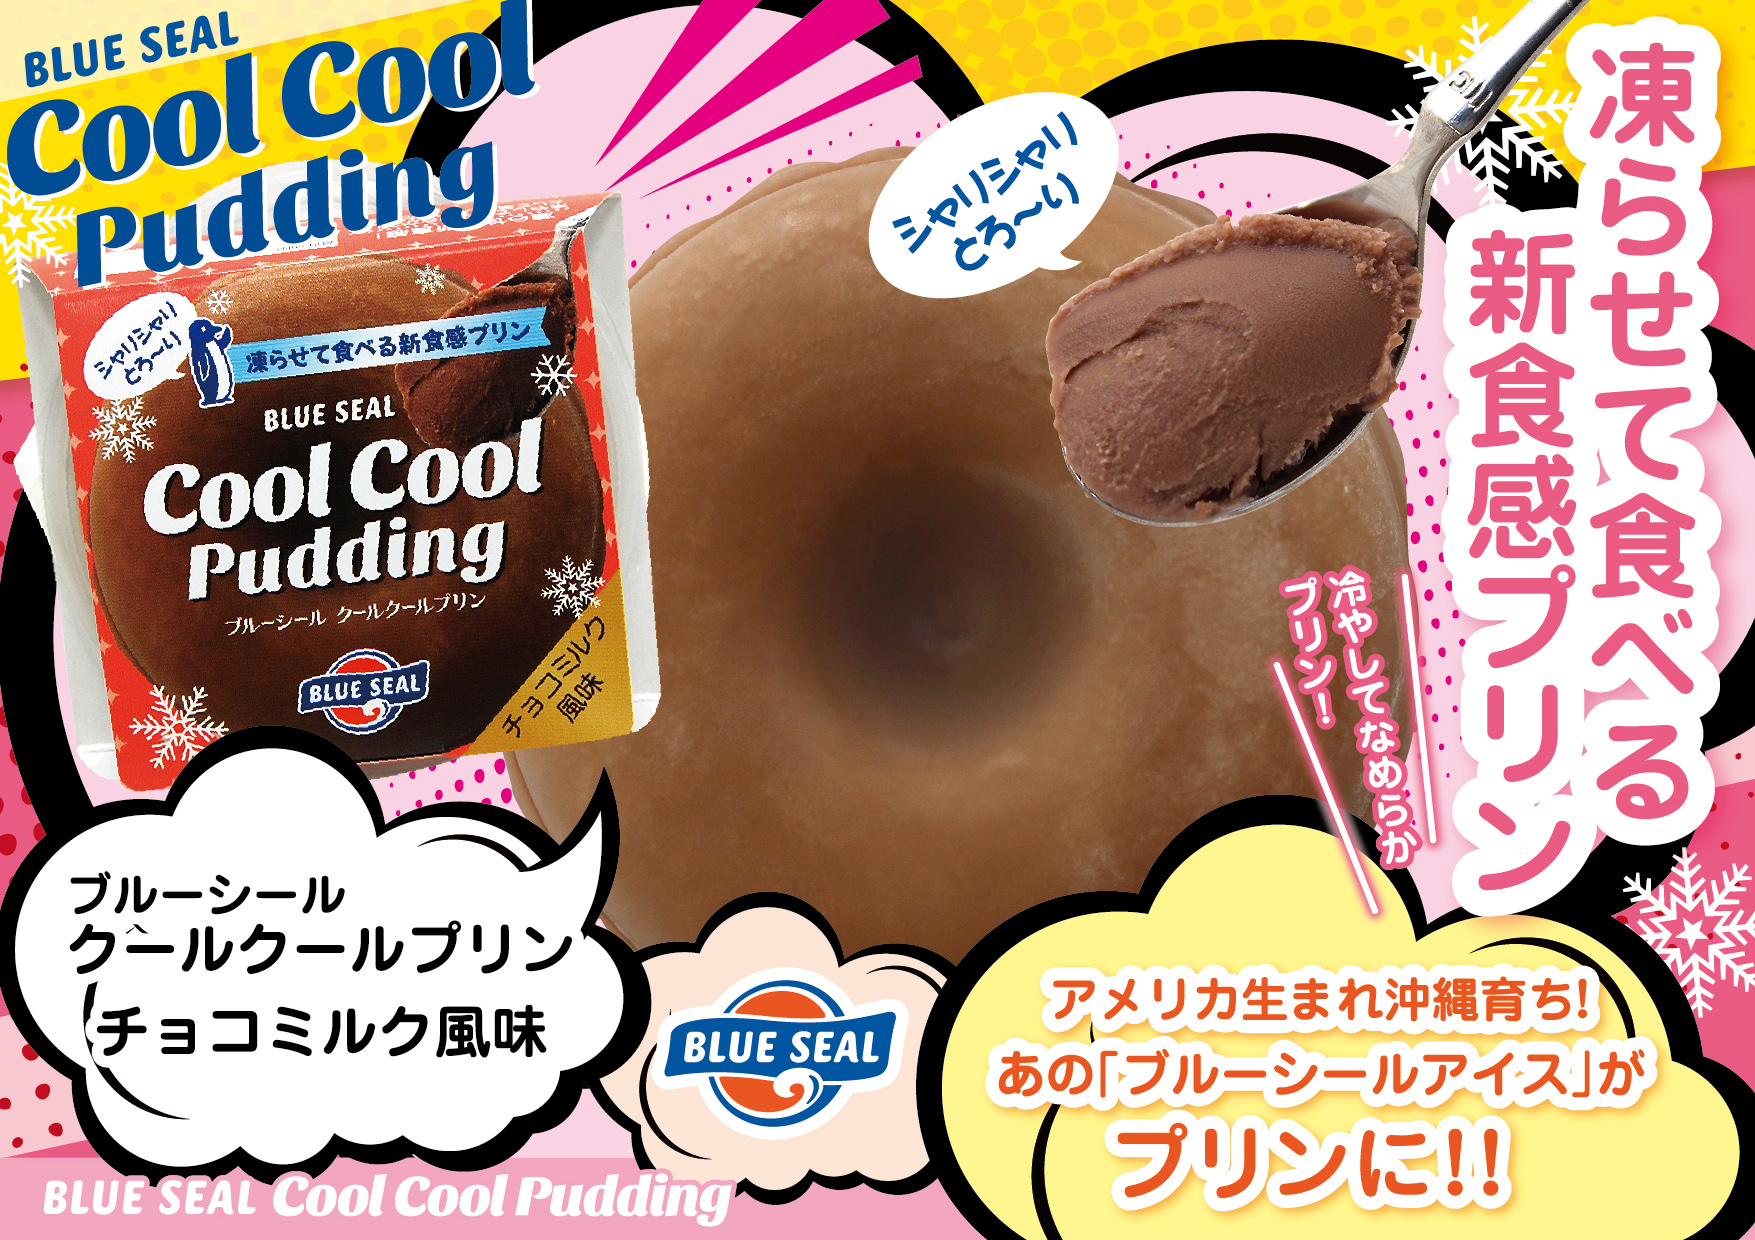 BLUE SEAL
Cool Cool
Pudding
シャリシャリ
とろ〜り
凍らせて食べる
新食感プリン
シャリシャリ
とろ〜り
凍らせて食べる新食感プリン
BLUE SEAL
Cool Cool
Pudding
ブルーシール クールクールプリン
BLUE SEAL
チョコミルク
風味
冷やしてなめらか
プリン!
ブルーシール
クールクールプリン
チョコミルク風味
BLUE SEAL
アメリカ生まれ沖縄育ち!
あの「ブルーシールアイス」が
プリンに!!
BLUE SEAL Cool Cool Pudding